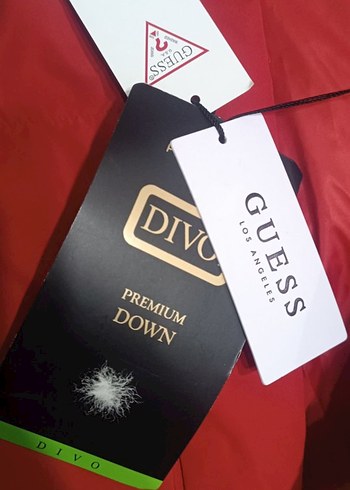 GUESS
U.S.A.
?
DIVO
PREMIUM
DOWN
DIVO
GUESS
LOS ANGELES